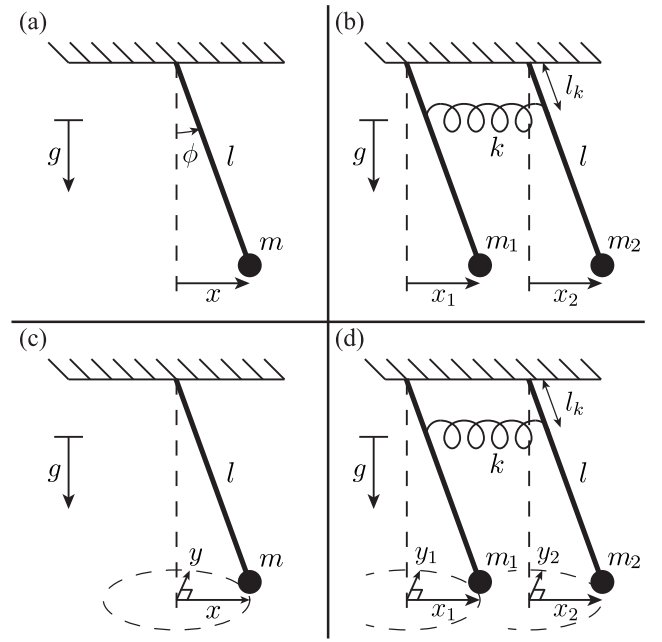 (a)
g
ϕ
l
m
x
(b)
l_k
g
k
l
m_1
m_2
x_1
x_2
(c)
g
l
y
m
x
(d)
l_k
g
k
l
y_1
m_1
y_2
m_2
x_1
x_2